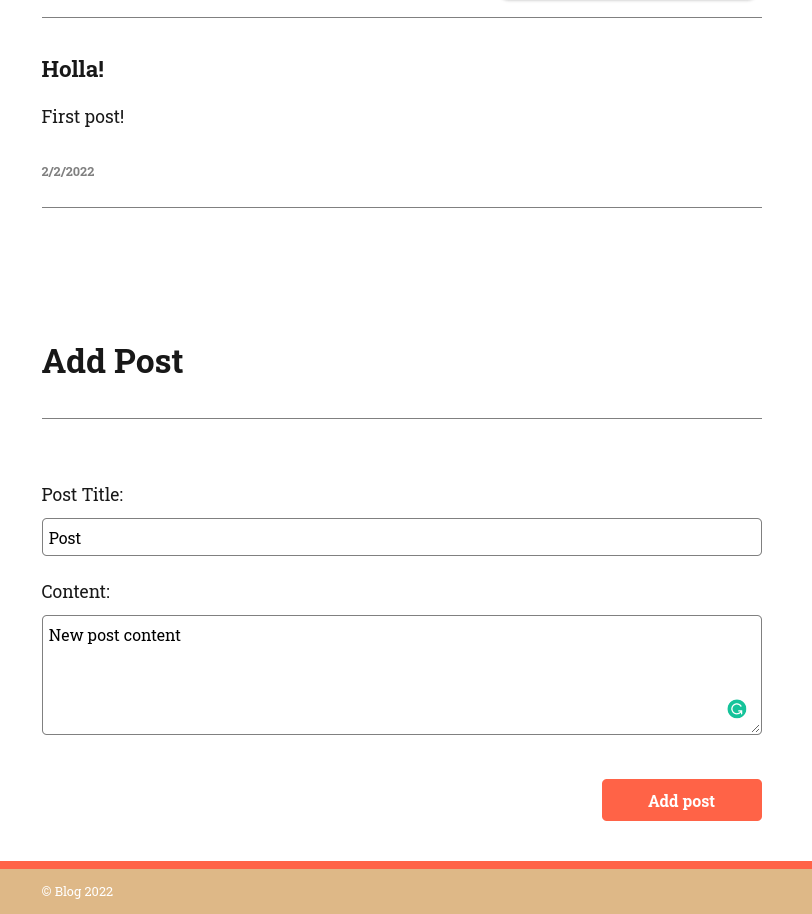 Holla!
First post!
2/2/2022
Add Post
Post Title:
Post
Content:
New post content
Add post
© Blog 2022